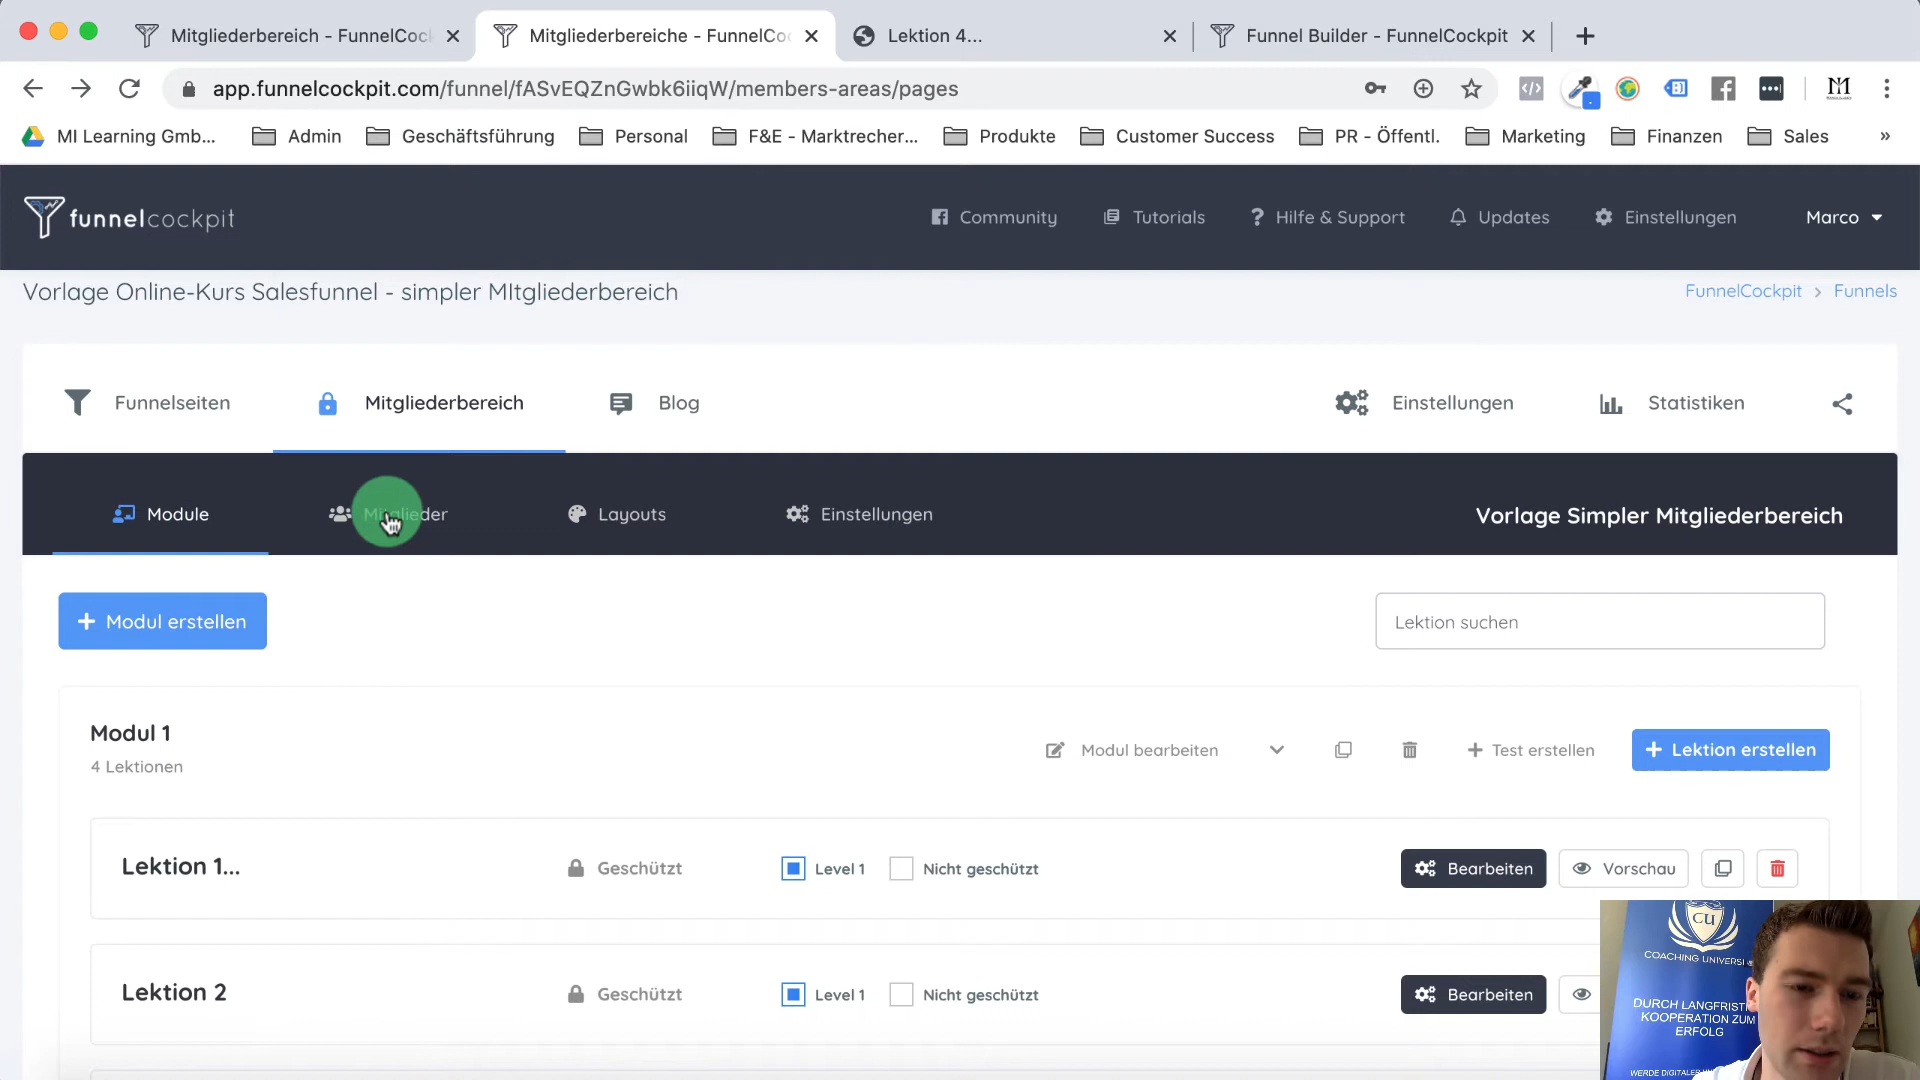 Mitgliederbereich - FunnelCock
Mitgliederbereiche - FunnelCo
Lektion 4...
Funnel Builder - FunnelCockpit
app.funnelcockpit.com/funnel/fASvEQZnGwbk6iiqW/members-areas/pages
MI Learning Gmb...
Admin
Geschäftsführung
Personal
F&E - Marktrecher...
Produkte
Customer Success
PR - Öffentl.
Marketing
Finanzen
Sales
»
funnelcockpit
Community
Tutorials
Hilfe & Support
Updates
Einstellungen
Marco
Vorlage Online-Kurs Salesfunnel - simpler MItgliederbereich
FunnelCockpit > Funnels
Funnelseiten
Mitgliederbereich
Blog
Einstellungen
Statistiken
Module
Mitglieder
Layouts
Einstellungen
Vorlage Simpler Mitgliederbereich
+ Modul erstellen
Lektion suchen
Modul 1
4 Lektionen
Modul bearbeiten
+ Test erstellen
+ Lektion erstellen
Lektion 1...
Geschützt
Level 1
Nicht geschützt
Bearbeiten
Vorschau
Lektion 2
Geschützt
Level 1
Nicht geschützt
Bearbeiten
CU
COACHING UNIVERSI
DURCH LANGFRIST
KOOPERATION ZUM
ERFOLG
WERDE DIGITALER